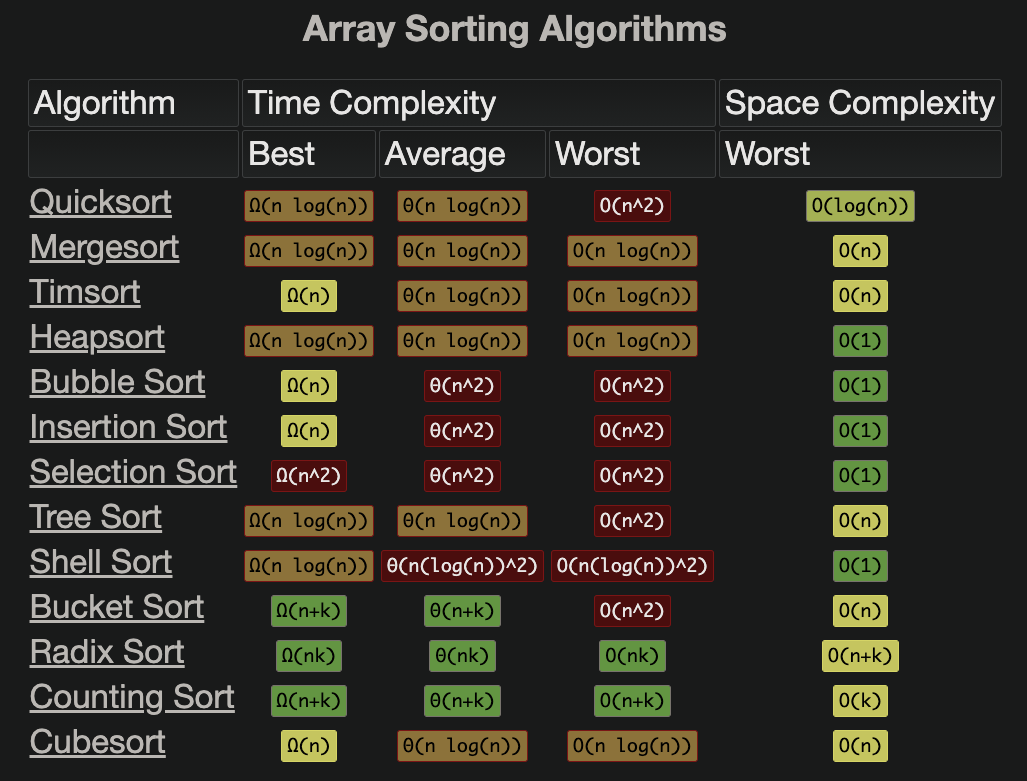 Array Sorting Algorithms
Algorithm Time Complexity Space Complexity
Best Average Worst Worst
Quicksort Ω(n log(n)) θ(n log(n)) O(n^2) O(log(n))
Mergesort Ω(n log(n)) θ(n log(n)) O(n log(n)) O(n)
Timsort Ω(n) θ(n log(n)) O(n log(n)) O(n)
Heapsort Ω(n log(n)) θ(n log(n)) O(n log(n)) O(1)
Bubble Sort Ω(n) θ(n^2) O(n^2) O(1)
Insertion Sort Ω(n) θ(n^2) O(n^2) O(1)
Selection Sort Ω(n^2) θ(n^2) O(n^2) O(1)
Tree Sort Ω(n log(n)) θ(n log(n)) O(n^2) O(n)
Shell Sort Ω(n log(n)) θ(n(log(n))^2) O(n(log(n))^2) O(1)
Bucket Sort Ω(n+k) θ(n+k) O(n^2) O(n)
Radix Sort Ω(nk) θ(nk) O(nk) O(n+k)
Counting Sort Ω(n+k) θ(n+k) O(n+k) O(k)
Cubesort Ω(n) θ(n log(n)) O(n log(n)) O(n)